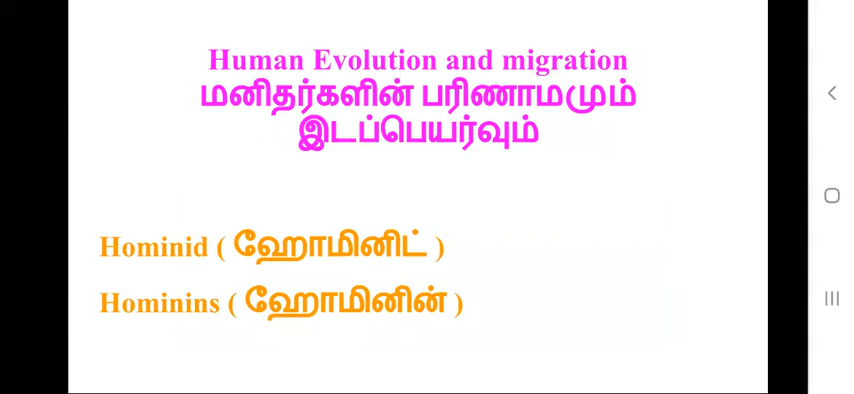 Human Evolution and migration
மனிதர்களின் பரிணாமமும்
இடப்பெயர்வும்
Hominid ( ஹோமினிட் )
Hominins ( ஹோமினின் )